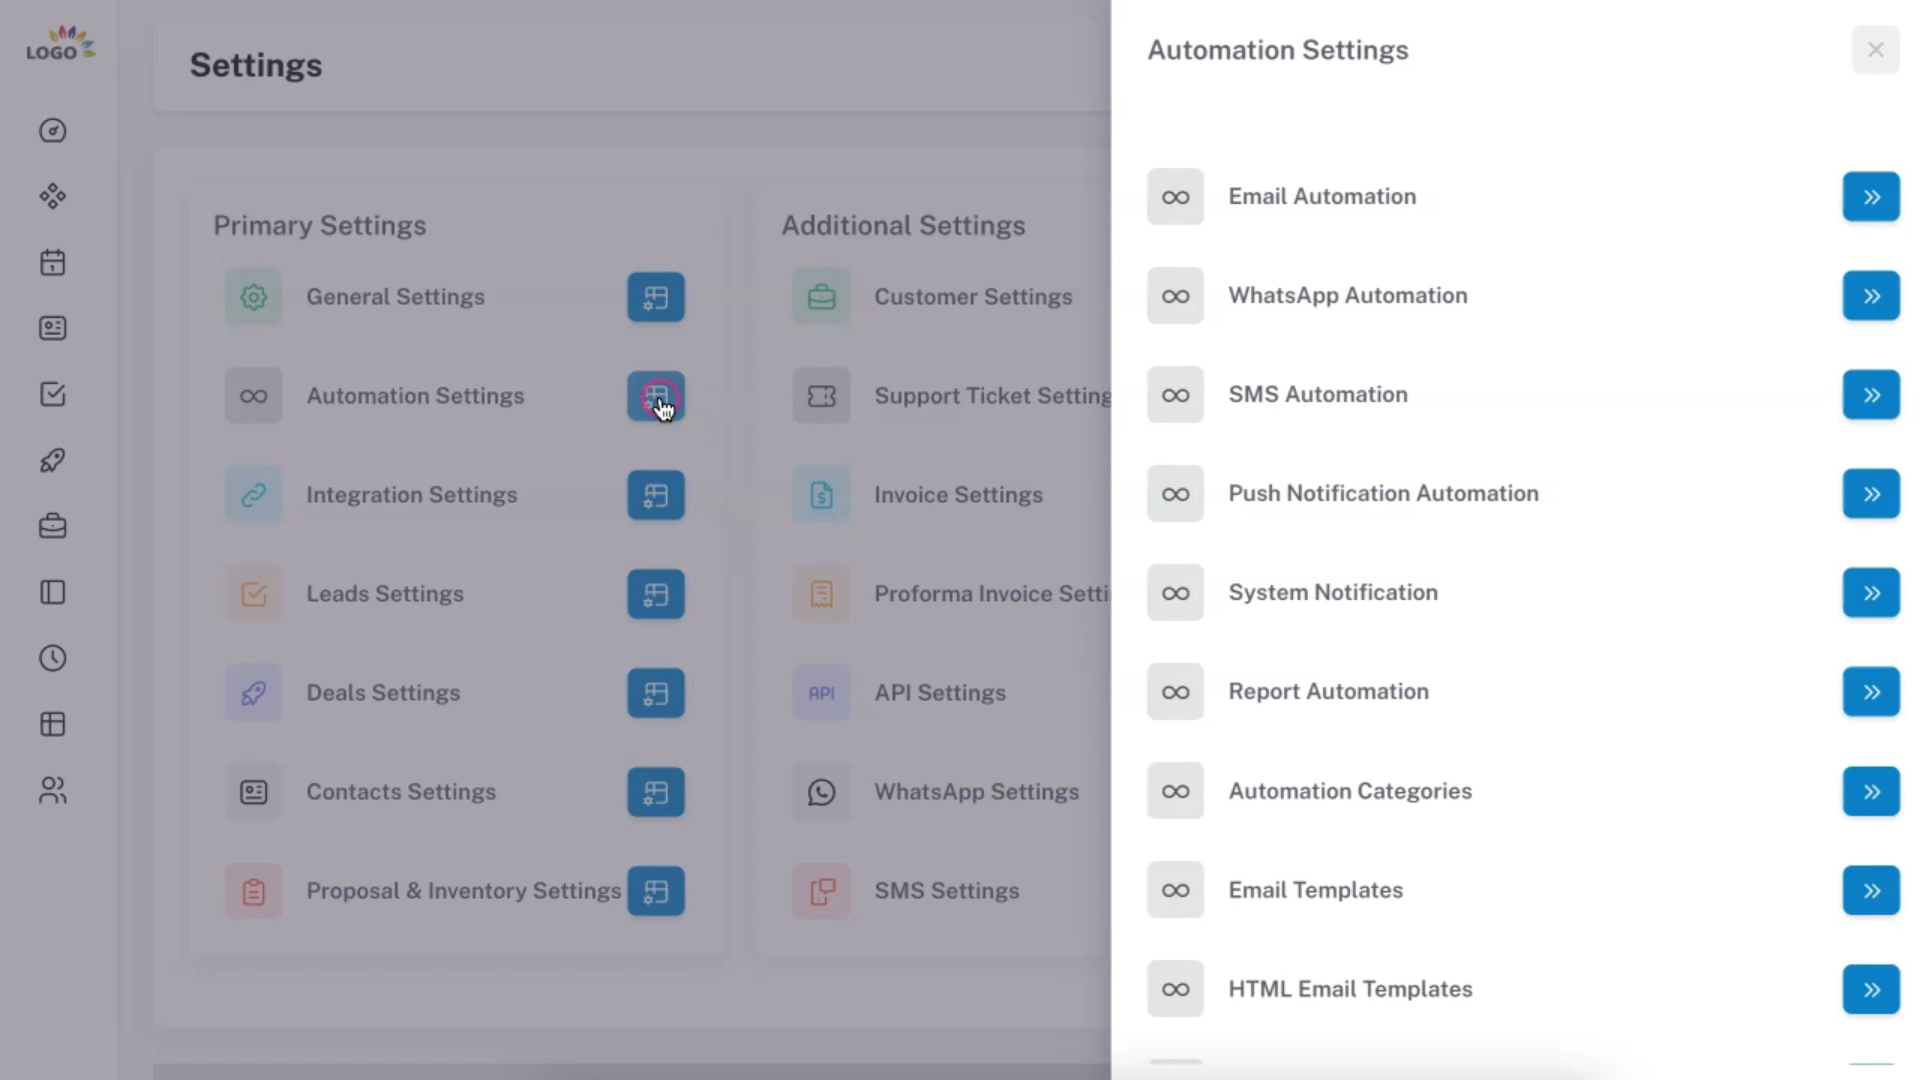 LOGO
Settings
Primary Settings
General Settings
Automation Settings
Integration Settings
Leads Settings
Deals Settings
Contacts Settings
Proposal & Inventory Settings
Additional Settings
Customer Settings
Support Ticket Setting
Invoice Settings
Proforma Invoice Setti
API
API Settings
WhatsApp Settings
SMS Settings
Automation Settings
Email Automation
WhatsApp Automation
SMS Automation
Push Notification Automation
System Notification
Report Automation
Automation Categories
Email Templates
HTML Email Templates